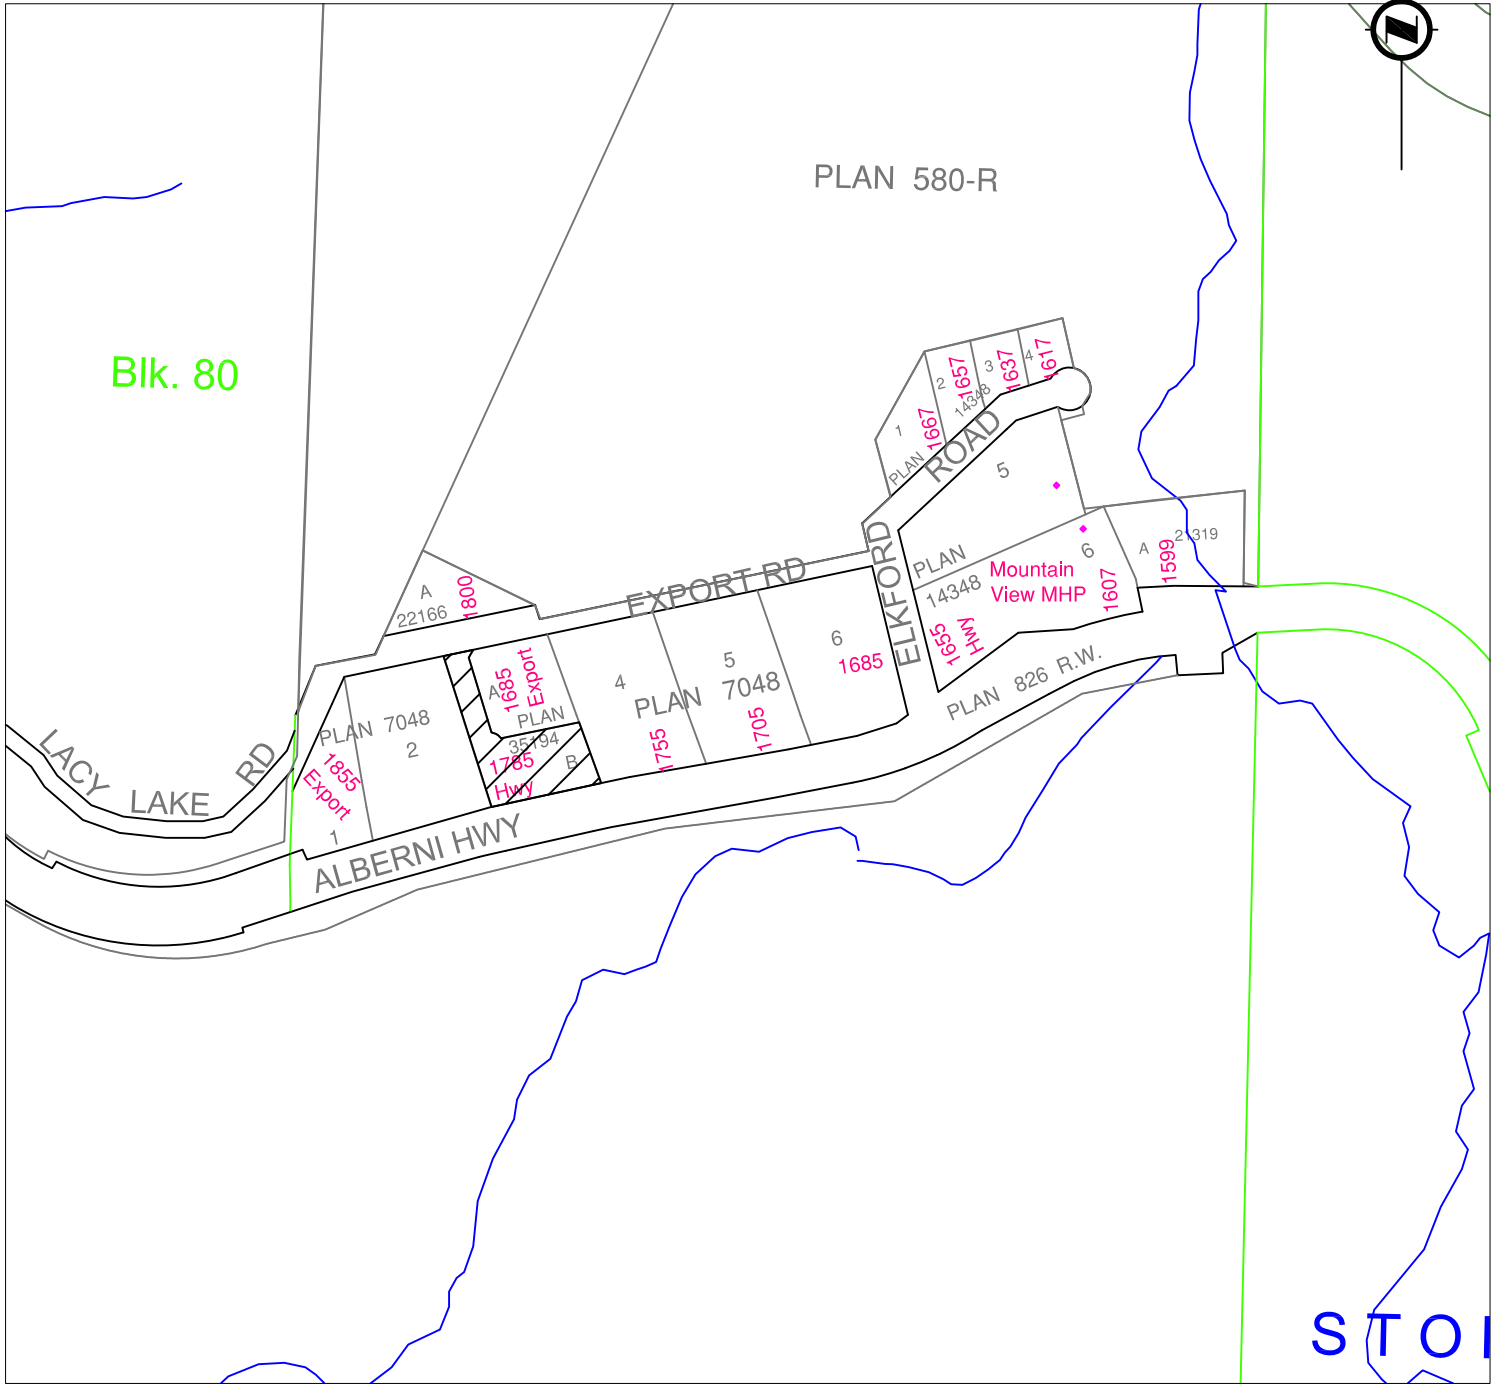 PLAN 580-R
Blk. 80
2
1657
3
1637
4
1617
14348
1
1667
PLAN
ROAD
5
ELKFORD
PLAN
14348
6
Mountain
View MHP
1607
1655
Hwy
A
21319
1599
A
22166
1800
EXPORT RD
6
1685
5
4
PLAN 7048
1705
1755
A
1685
Export
PLAN
35194
B
1785
Hwy
PLAN 7048
2
1855
Export
1
LACY LAKE RD
ALBERNI HWY
PLAN 826 R.W.
STO